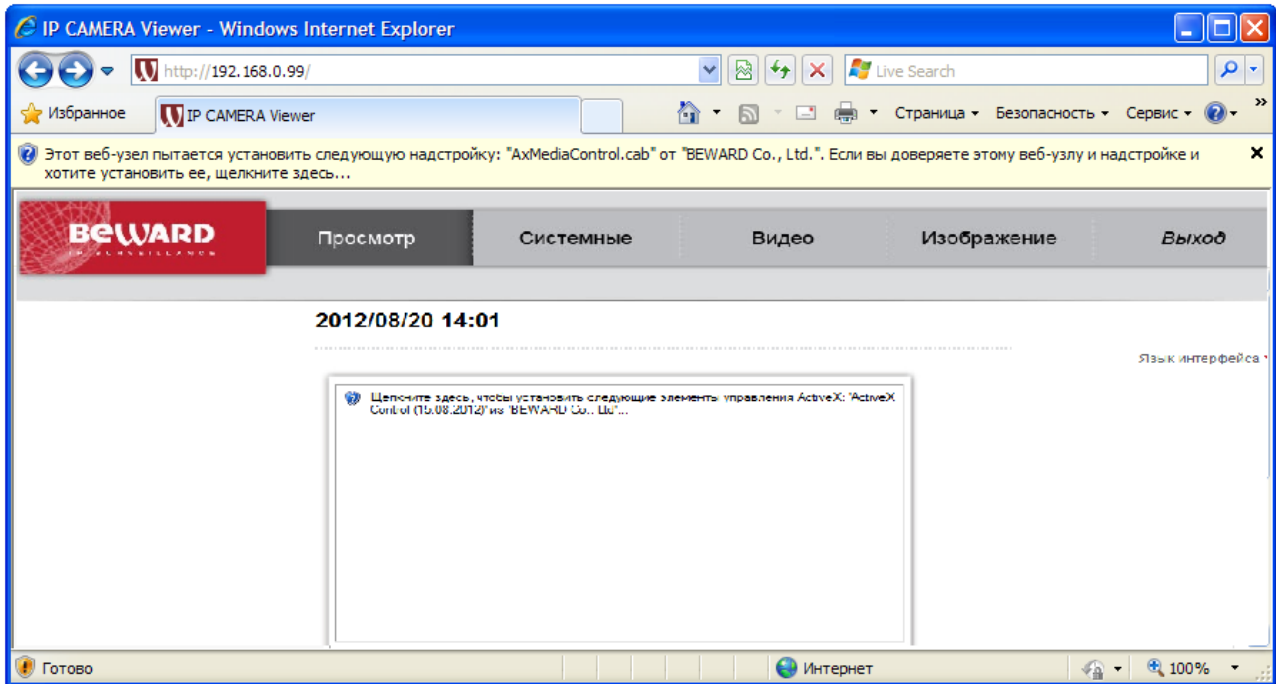 IP CAMERA Viewer - Windows Internet Explorer
http://192.168.0.99/
Live Search
Избранное
IP CAMERA Viewer
Страница
Безопасность
Сервис
Этот веб-узел пытается установить следующую надстройку: "AxMediaControl.cab" от "BEWARD Co., Ltd.". Если вы доверяете этому веб-узлу и надстройке и
хотите установить ее, щелкните здесь...
BEWARD
IP SURVEILLANCE
Просмотр
Системные
Видео
Изображение
Выход
2012/08/20 14:01
Язык интерфейса
Щелкните здесь, чтобы установить следующие элементы управления ActiveX: "ActiveX
Control (15.08.2012)" из "BEWARD Co., Ltd"...
Готово
Интернет
100%